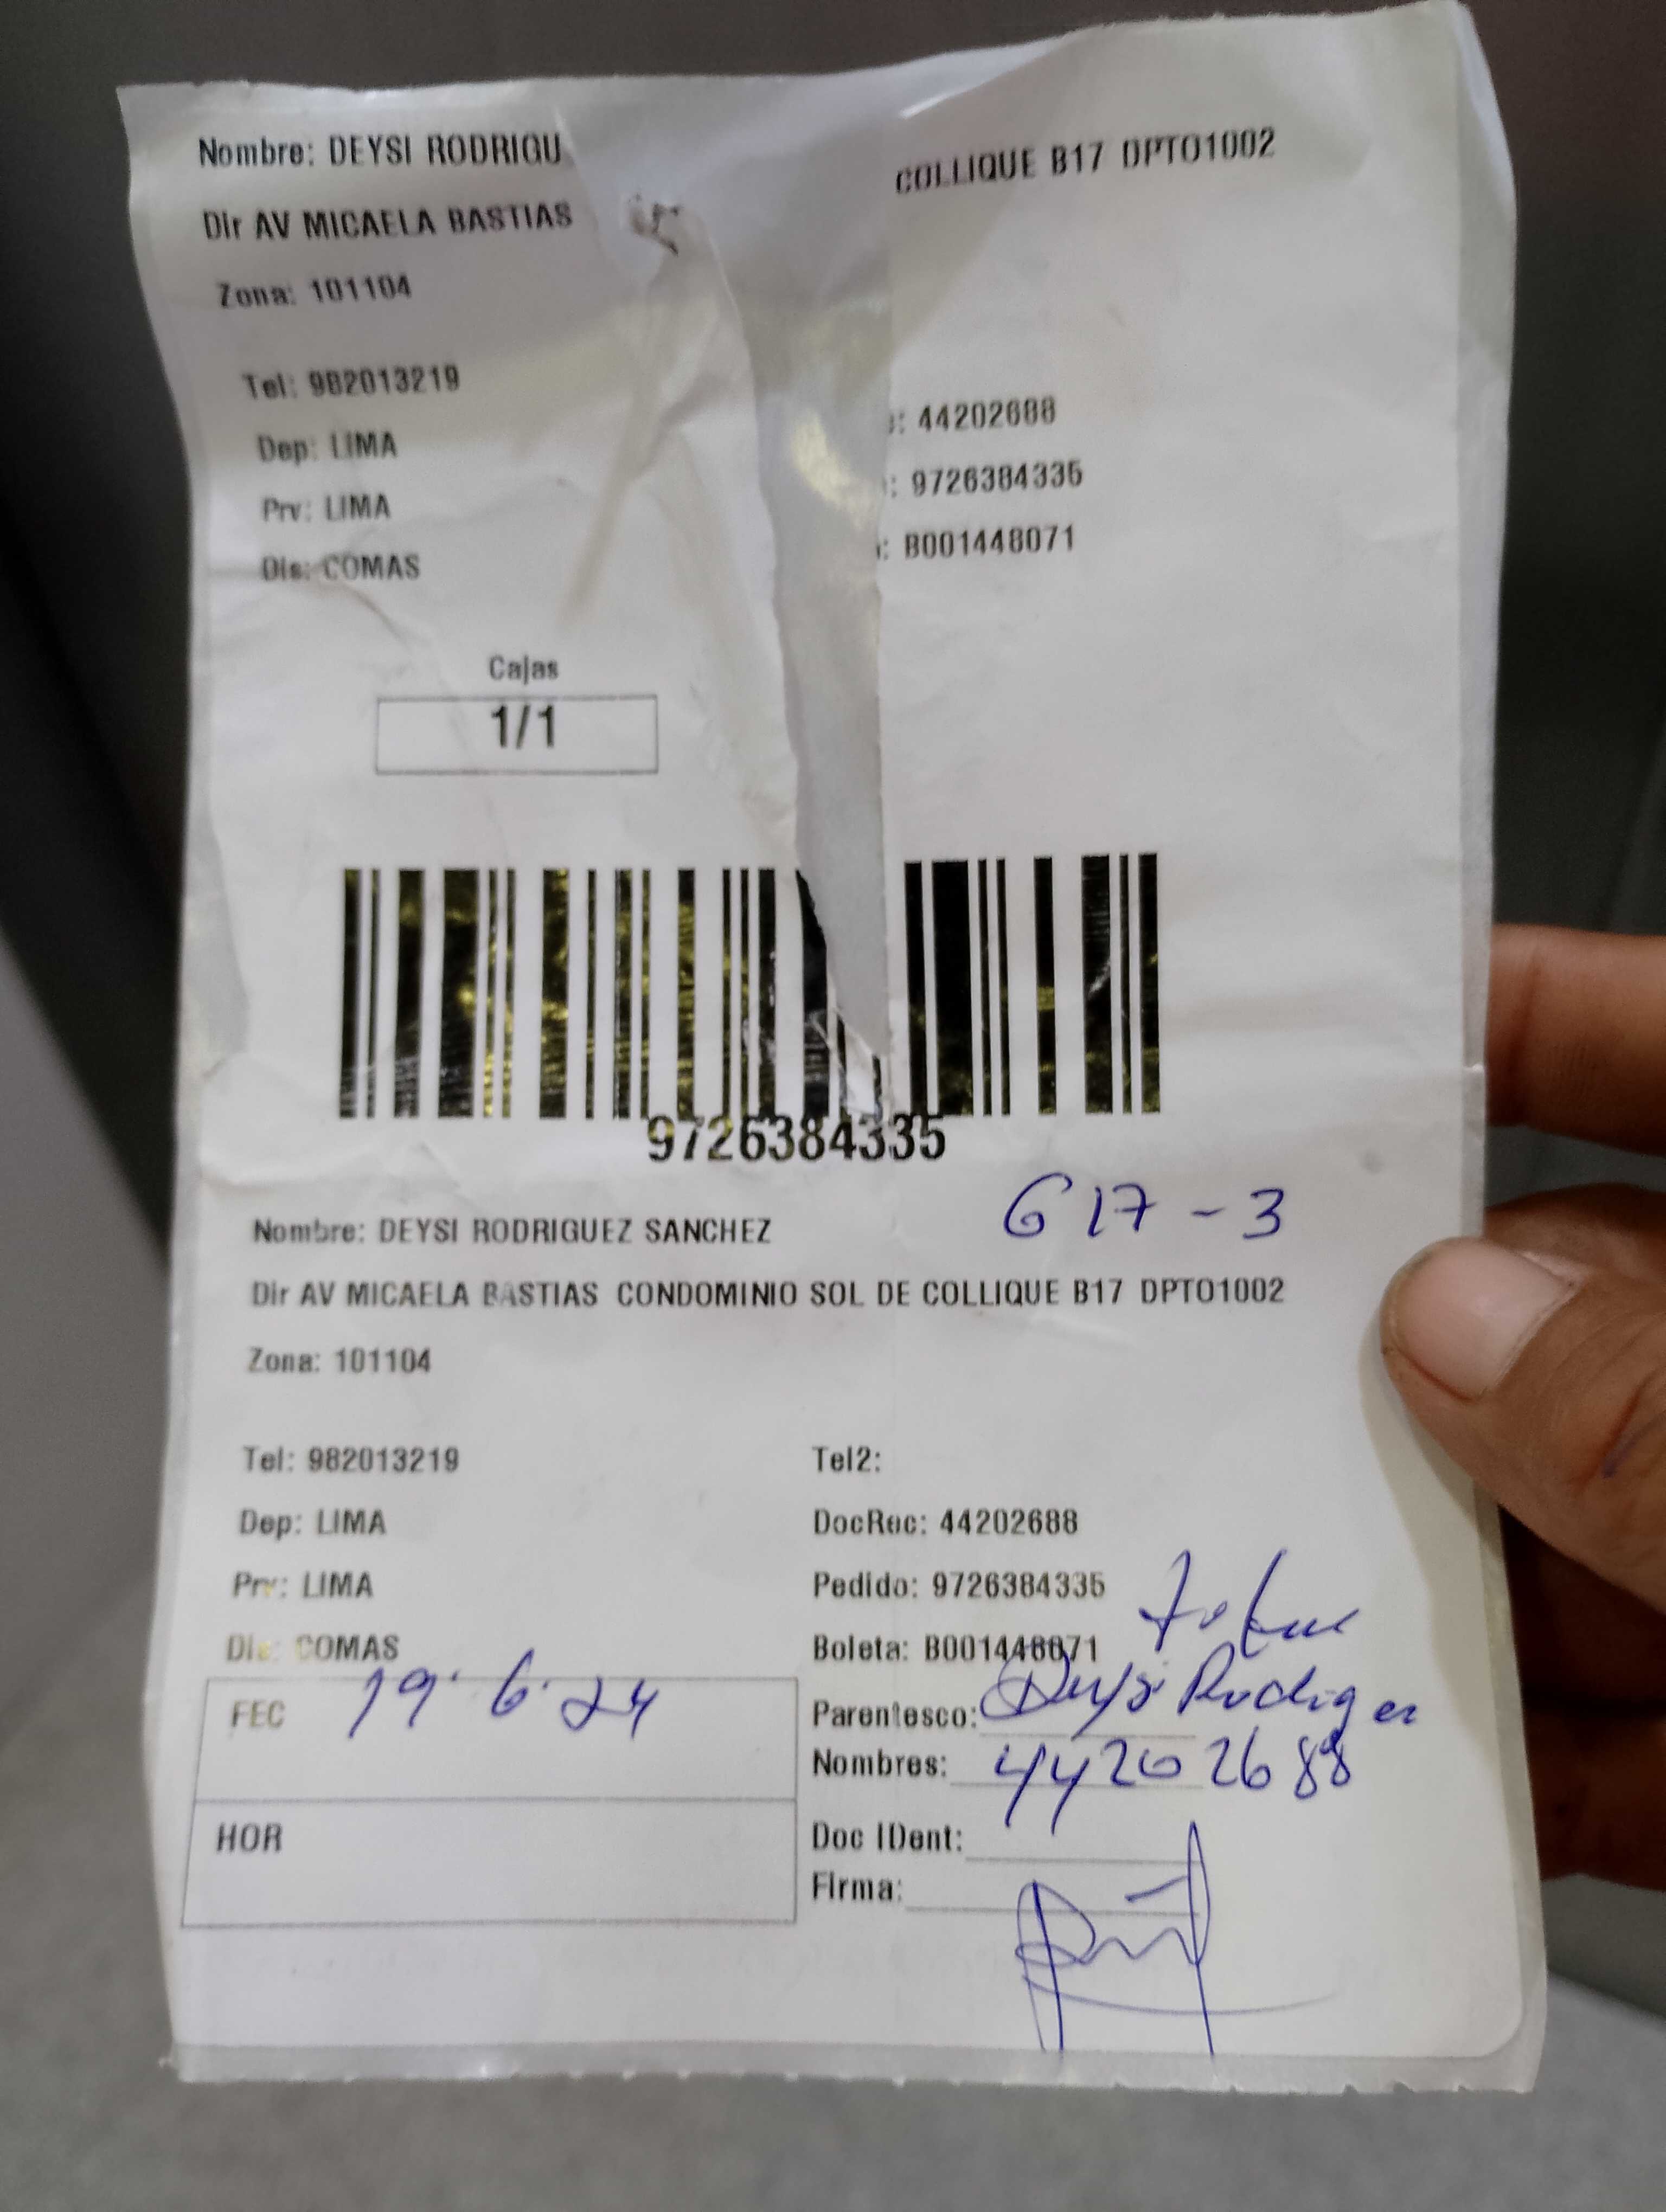 Nombre: DEYSI RODRIGU
COLLIQUE B17 DPTO1002
Dir AV MICAELA BASTIAS
Zona: 101104
Tel: 982013219
: 44202688
Dep: LIMA
: 9726384335
Prv: LIMA
: B001448071
Dis: COMAS
Cajas
1/1
9726384335
G17-3
Nombre: DEYSI RODRIGUEZ SANCHEZ
Dir AV MICAELA BASTIAS CONDOMINIO SOL DE COLLIQUE B17 DPTO1002
Zona: 101104
Tel: 982013219 Tel2:
Dep: LIMA DocRec: 44202688
Prv: LIMA Pedido: 9726384335
Dis: COMAS Boleta: B001448071
FEC 19. 6. 24 Parentesco: Deysi Rodriguez
Nombres: 44202688
HOR Doc IDent:
Firma: